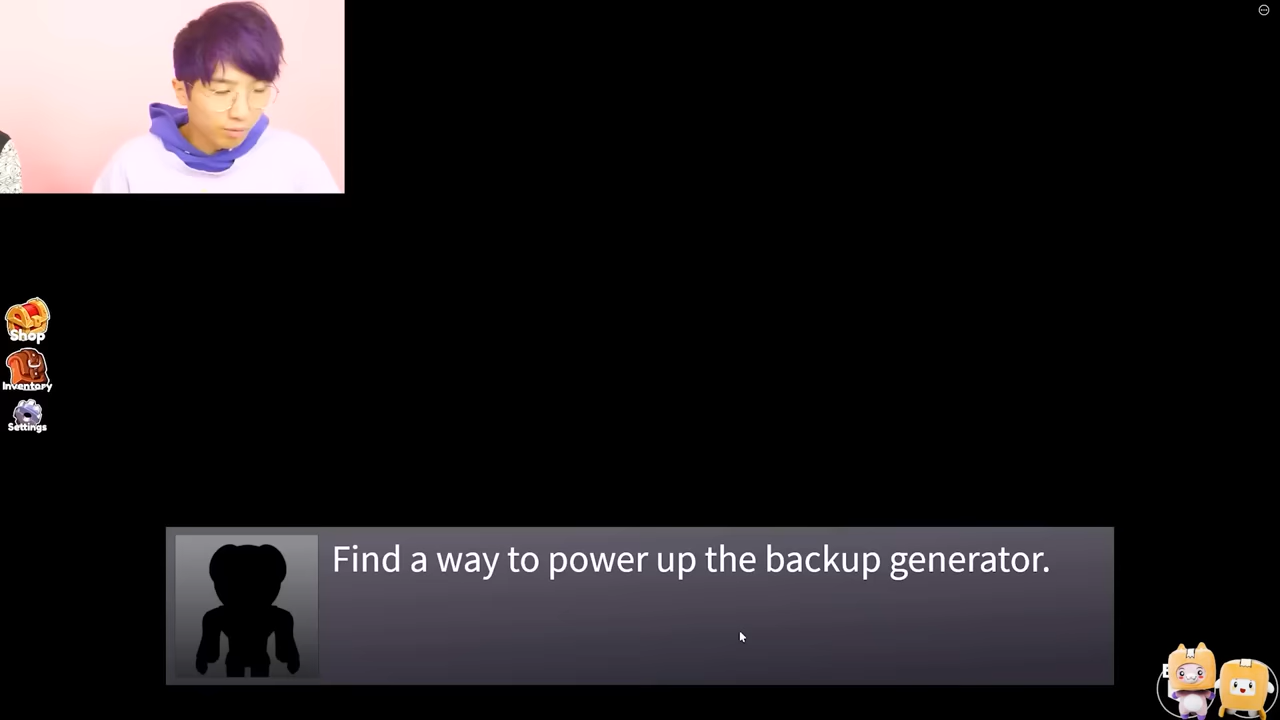 Shop
Inventory
Settings
Find a way to power up the backup generator.